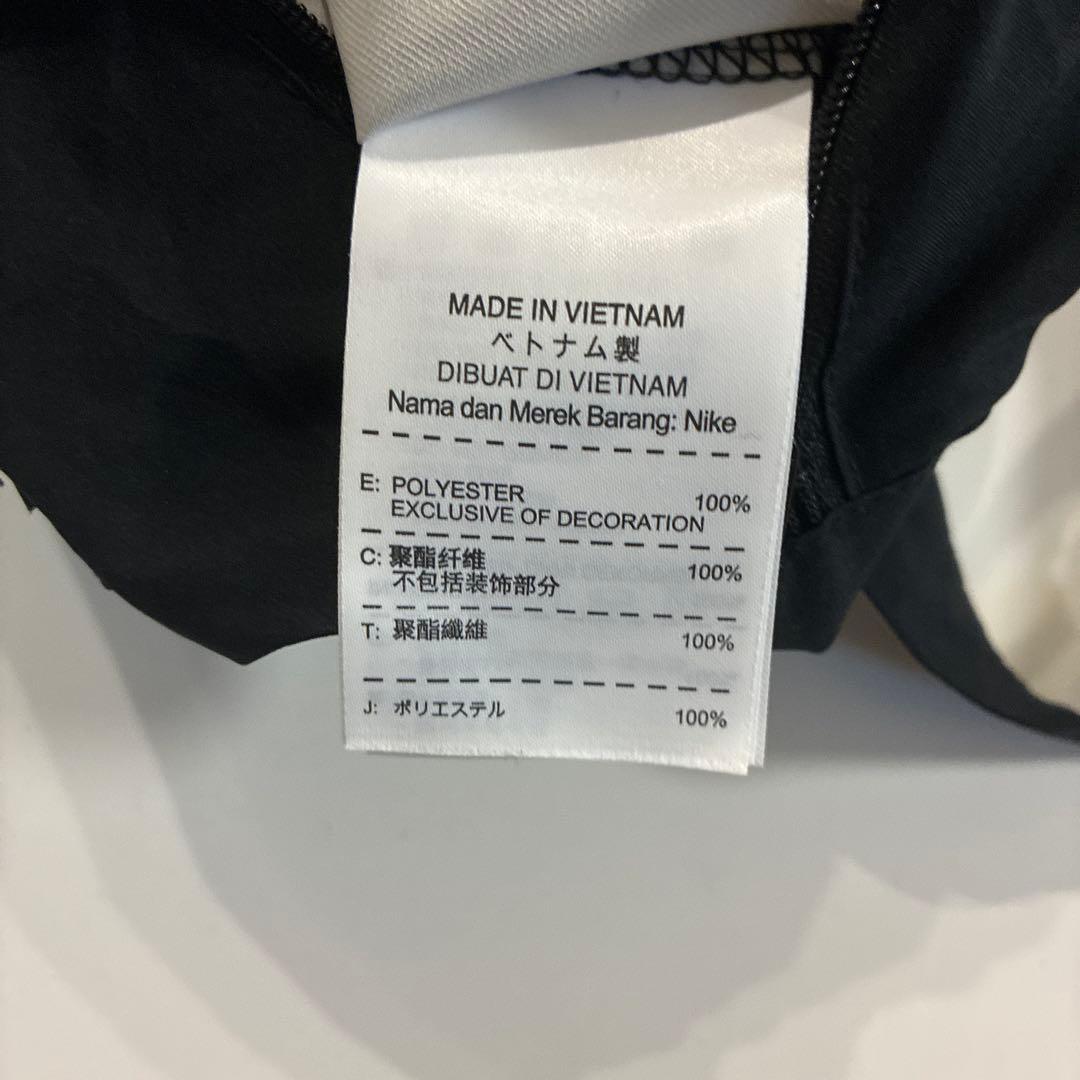 MADE IN VIETNAM
ベトナム製
DIBUAT DI VIETNAM
Nama dan Merek Barang: Nike
E: POLYESTER 100%
EXCLUSIVE OF DECORATION
C: 聚酯纤维 100%
不包括装饰部分
T: 聚酯纖維 100%
J: ポリエステル 100%